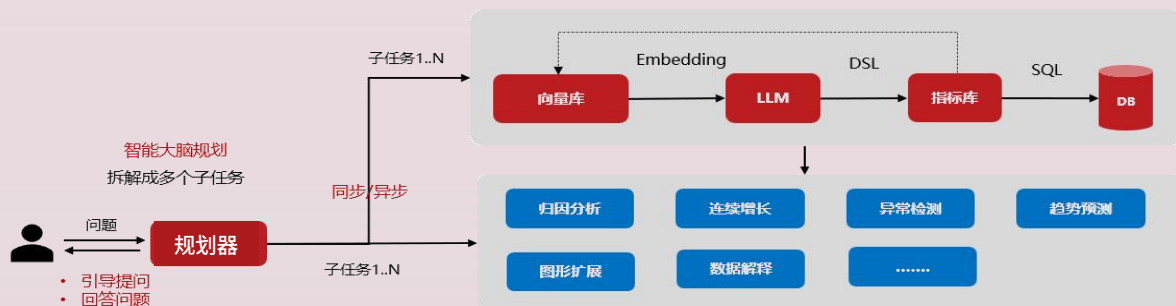 子任务1..N
Embedding
DSL
SQL
向量库
LLM
指标库
DB
智能大脑规划
拆解成多个子任务
同步/异步
问题
规划器
• 引导提问
• 回答问题
子任务1..N
归因分析
连续增长
异常检测
趋势预测
图形扩展
数据解释
.......